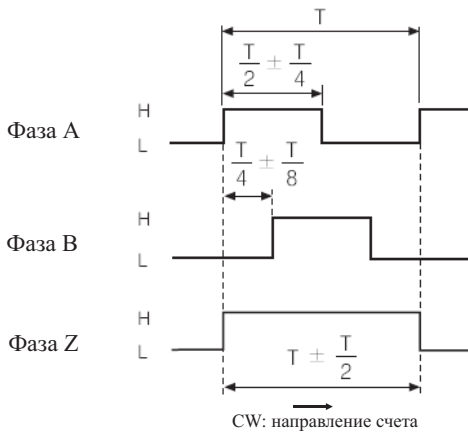 T
T/2 ± T/4
H
Фаза A
L
T/4 ± T/8
H
Фаза B
L
H
Фаза Z
L
T ± T/2
CW: направление счета